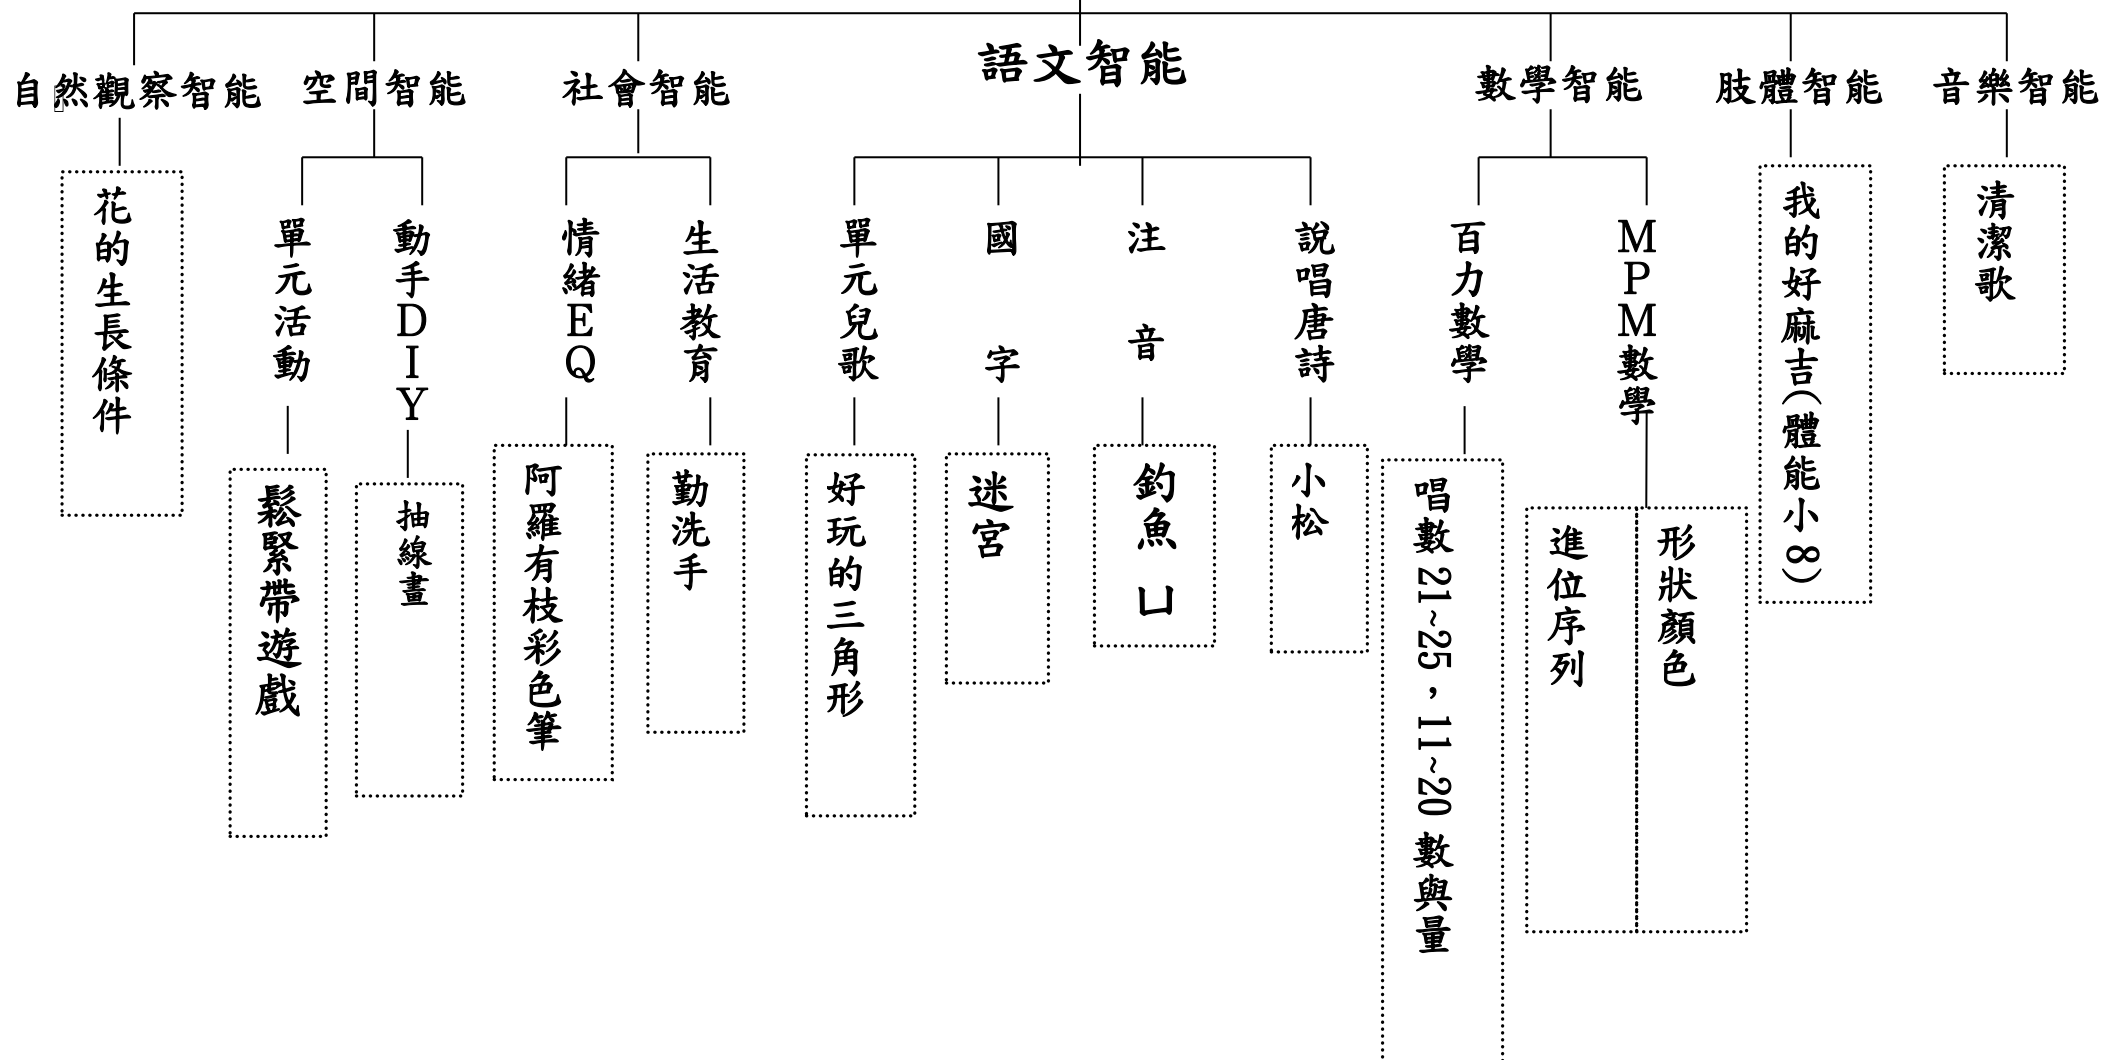 自然觀察智能
空間智能
社會智能
語文智能
數學智能
肢體智能
音樂智能
花的生長條件
單元活動
動手DIY
情緒EQ
生活教育
單元兒歌
國字
注音
說唱唐詩
百力數學
MPM數學
我的好麻吉(體能小8)
清潔歌
鬆緊帶遊戲
抽線畫
阿羅有枝彩色筆
勤洗手
好玩的三角形
迷宮
釣魚 ㄩ
小松
唱數 21~25，11~20 數與量
進位序列
形狀顏色